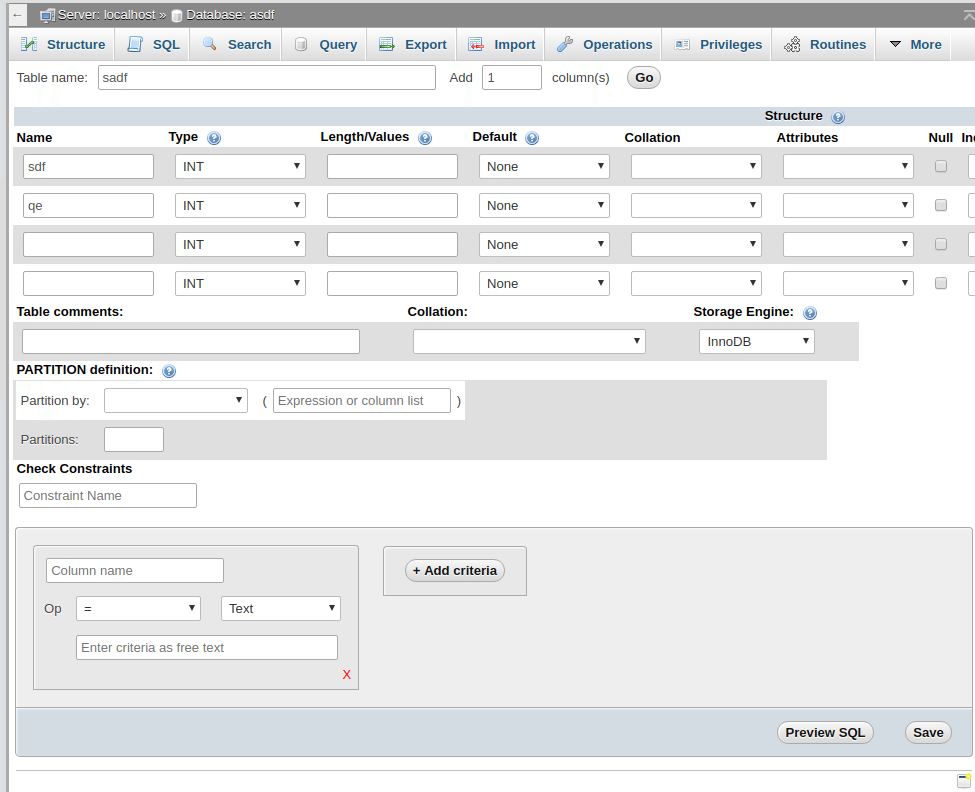 ← Server: localhost » Database: asdf
Structure SQL Search Query Export Import Operations Privileges Routines More
Table name: sadf Add 1 column(s) Go
Structure
Name Type Length/Values Default Collation Attributes Null
sdf INT None
qe INT None
INT None
INT None
Table comments: Collation: Storage Engine:
InnoDB
PARTITION definition:
Partition by: ( Expression or column list )
Partitions:
Check Constraints
Constraint Name
Column name
+ Add criteria
Op = Text
Enter criteria as free text
X
Preview SQL Save